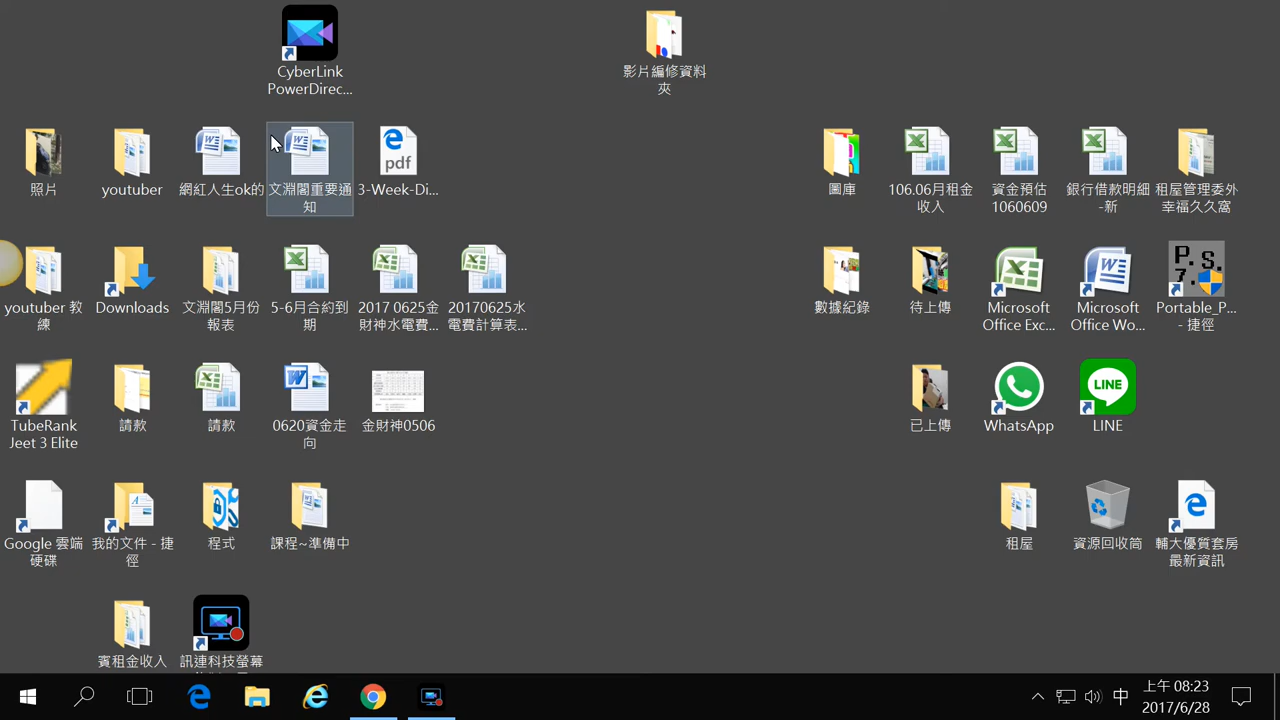 CyberLink
PowerDirec...
影片編修資料
夾
照片
youtuber
網紅人生ok的
文淵閣重要通
知
pdf
3-Week-Di...
圖庫
106.06月租金
收入
資金預估
1060609
銀行借款明細
-新
租屋管理委外
幸福久久窩
youtuber 教
練
Downloads
文淵閣5月份
報表
5-6月合約到
期
2017 0625金
財神水電費...
20170625水
電費計算表...
數據紀錄
待上傳
Microsoft
Office Exc...
Microsoft
Office Wo...
P.s.
7.
Portable_P...
- 捷徑
TubeRank
Jeet 3 Elite
請款
請款
0620資金走
向
金財神0506
已上傳
WhatsApp
LINE
LINE
Google 雲端
硬碟
我的文件 - 捷
徑
程式
課程~準備中
租屋
資源回收筒
輔大優質套房
最新資訊
賓租金收入
訊連科技螢幕
中
上午 08:23
2017/6/28